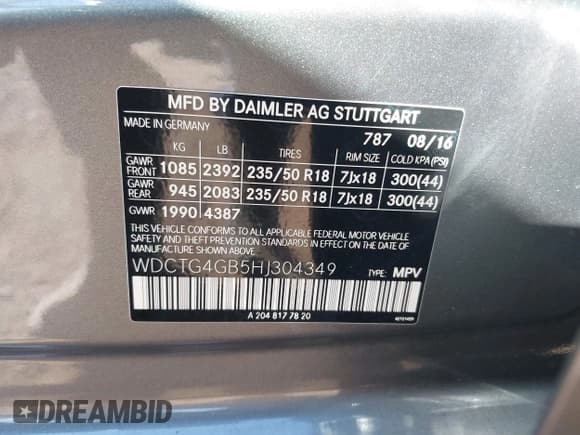 MFD BY DAIMLER AG STUTTGART
MADE IN GERMANY 787 08/16
KG LB TIRES RIM SIZE COLD KPA (PSI)
GAWR FRONT 1085 2392 235/50 R18 7Jx18 300(44)
GAWR REAR 945 2083 235/50 R18 7Jx18 300(44)
GVWR 1990 4387
THIS VEHICLE CONFORMS TO ALL APPLICABLE FEDERAL MOTOR VEHICLE
SAFETY AND THEFT PREVENTION STANDARDS IN EFFECT
ON THE DATE OF MANUFACTURE SHOWN ABOVE.
WDCTG4GB5HJ304349 TYPE: MPV
A 204 817 78 20
DREAMBID